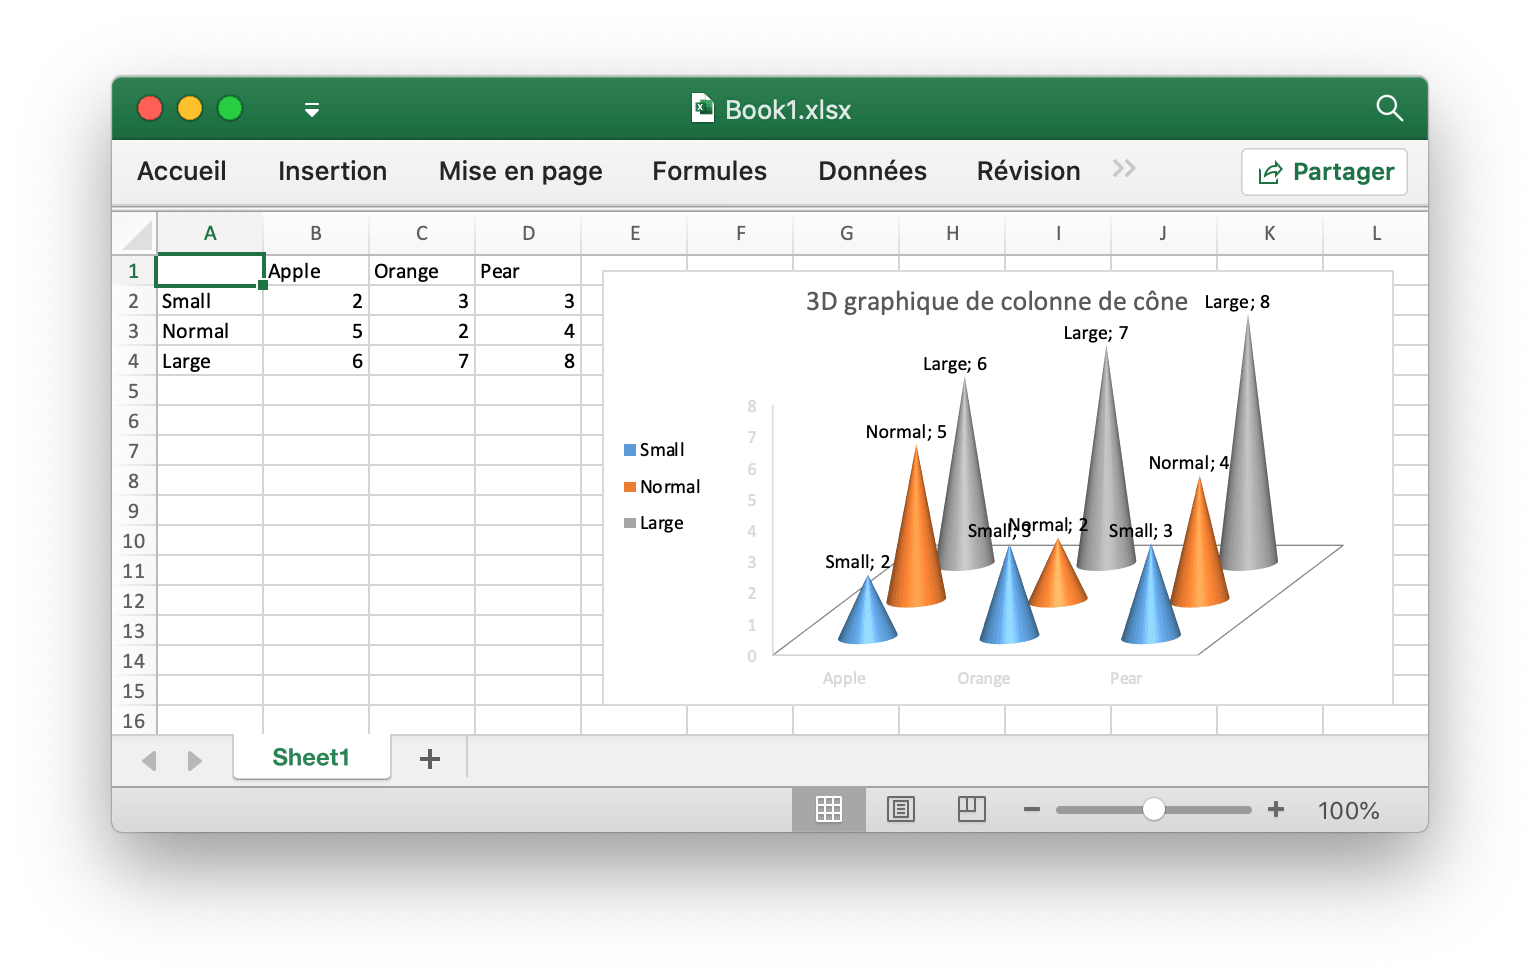 Book1.xlsx
Accueil Insertion Mise en page Formules Données Révision Partager
A B C D E F G H I J K L
1 Apple Orange Pear
2 Small 2 3 3
3 Normal 5 2 4
4 Large 6 7 8
5
6
7
8
9
10
11
12
13
14
15
16
3D graphique de colonne de cône
Large; 8
Large; 7
Large; 6
Normal; 5
Normal; 4
Small; 3
Normal; 2
Small; 3
Small; 2
Small
Normal
Large
8
7
6
5
4
3
2
1
0
Apple Orange Pear
Sheet1
100%